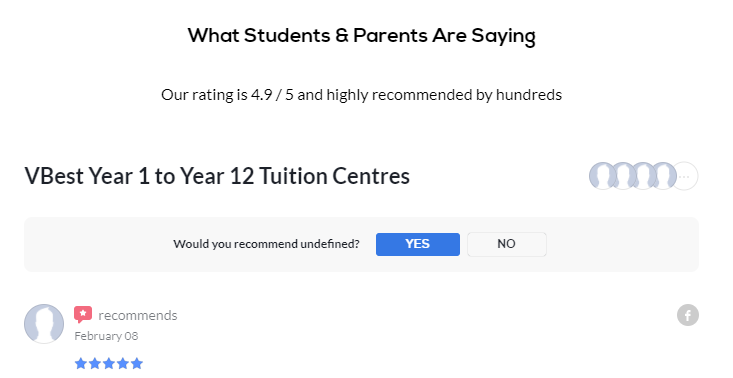 What Students & Parents Are Saying
Our rating is 4.9 / 5 and highly recommended by hundreds
VBest Year 1 to Year 12 Tuition Centres
Would you recommend undefined? YES NO
recommends
February 08